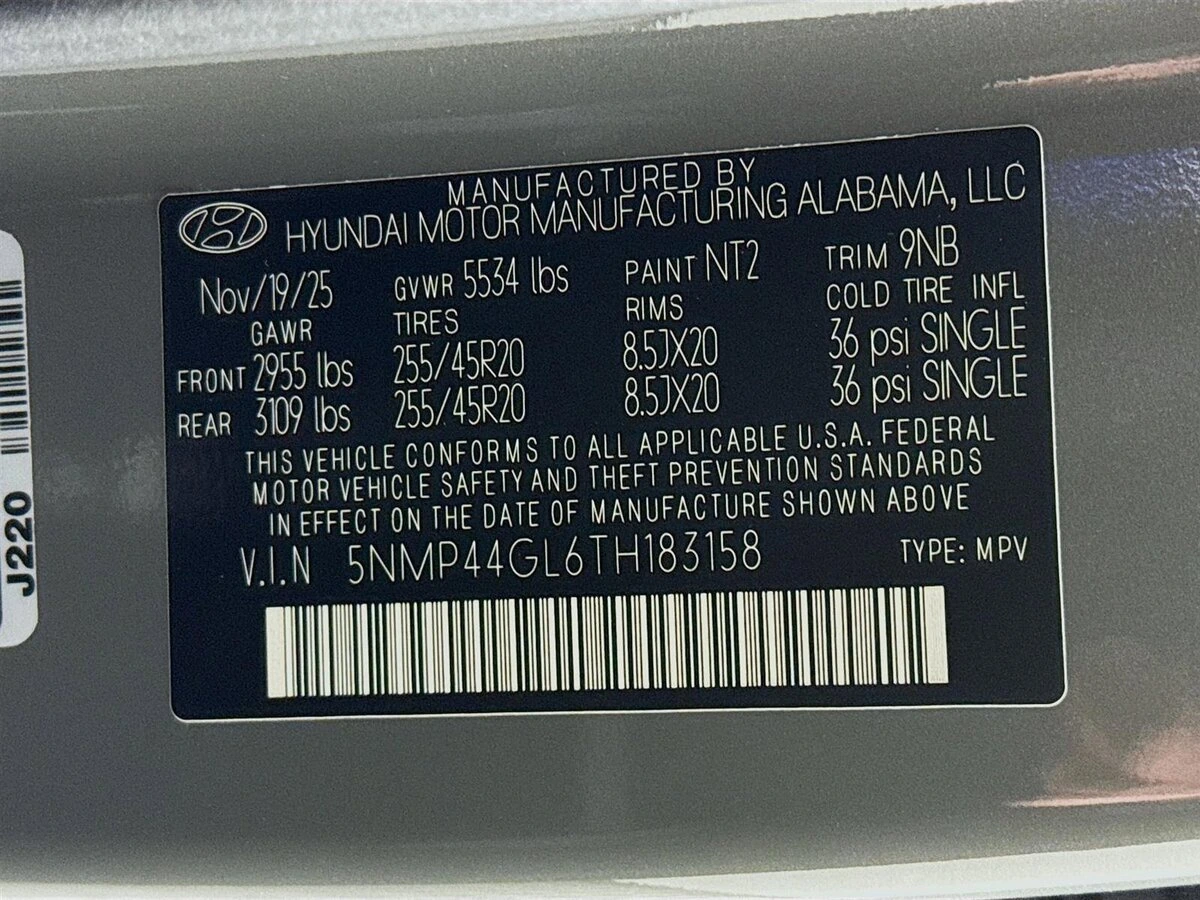 MANUFACTURED BY
HYUNDAI MOTOR MANUFACTURING ALABAMA, LLC
Nov/19/25 GVWR 5534 lbs PAINT NT2 TRIM 9NB
GAWR TIRES RIMS COLD TIRE INFL
FRONT 2955 lbs 255/45R20 8.5JX20 36 psi SINGLE
REAR 3109 lbs 255/45R20 8.5JX20 36 psi SINGLE
THIS VEHICLE CONFORMS TO ALL APPLICABLE U.S.A. FEDERAL
MOTOR VEHICLE SAFETY AND THEFT PREVENTION STANDARDS
IN EFFECT ON THE DATE OF MANUFACTURE SHOWN ABOVE
V.I.N 5NMP44GL6TH183158 TYPE: MPV
J220